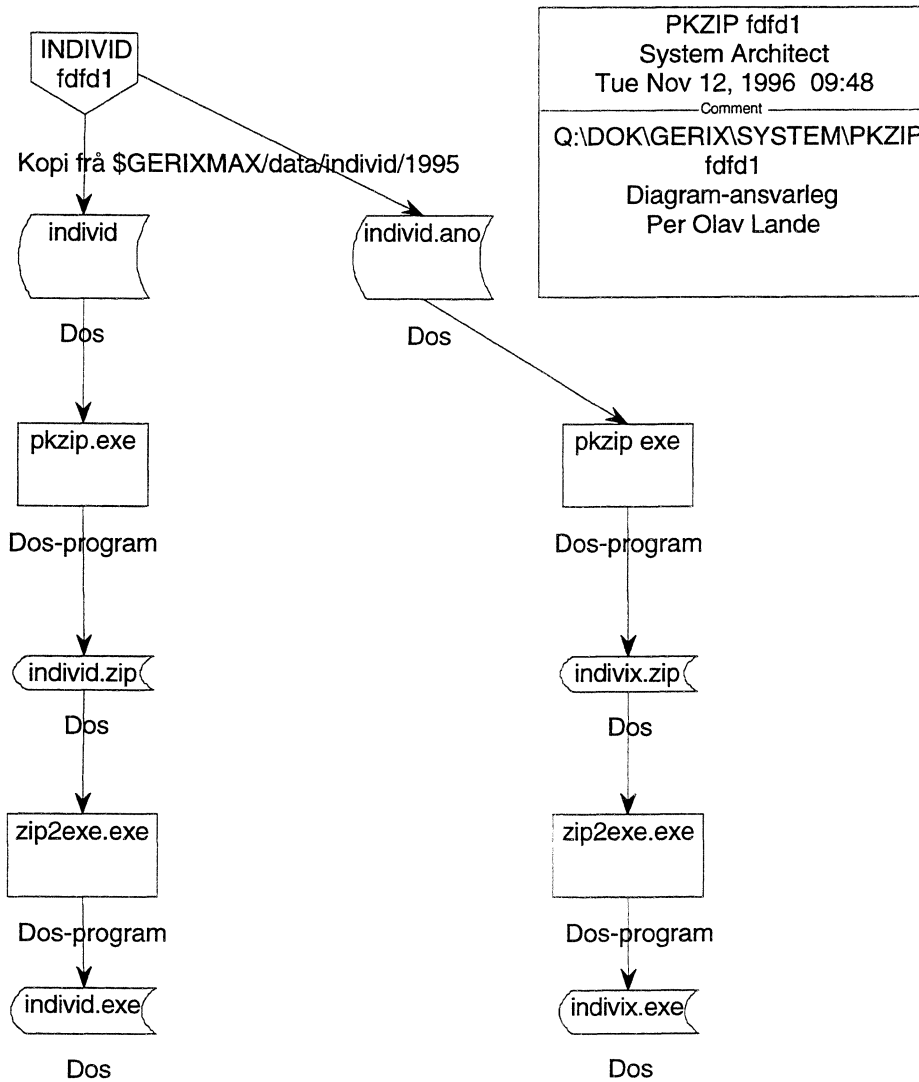 INDIVID
fdfd1
PKZIP fdfd1
System Architect
Tue Nov 12, 1996 09:48
Comment
Q:\DOK\GERIX\SYSTEM\PKZIP
fdfd1
Diagram-ansvarleg
Per Olav Lande
Kopi frå $GERIXMAX/data/individ/1995
individ
individ.ano
Dos
Dos
pkzip.exe
pkzip exe
Dos-program
Dos-program
individ.zip
indivix.zip
Dos
Dos
zip2exe.exe
zip2exe.exe
Dos-program
Dos-program
individ.exe
indivix.exe
Dos
Dos